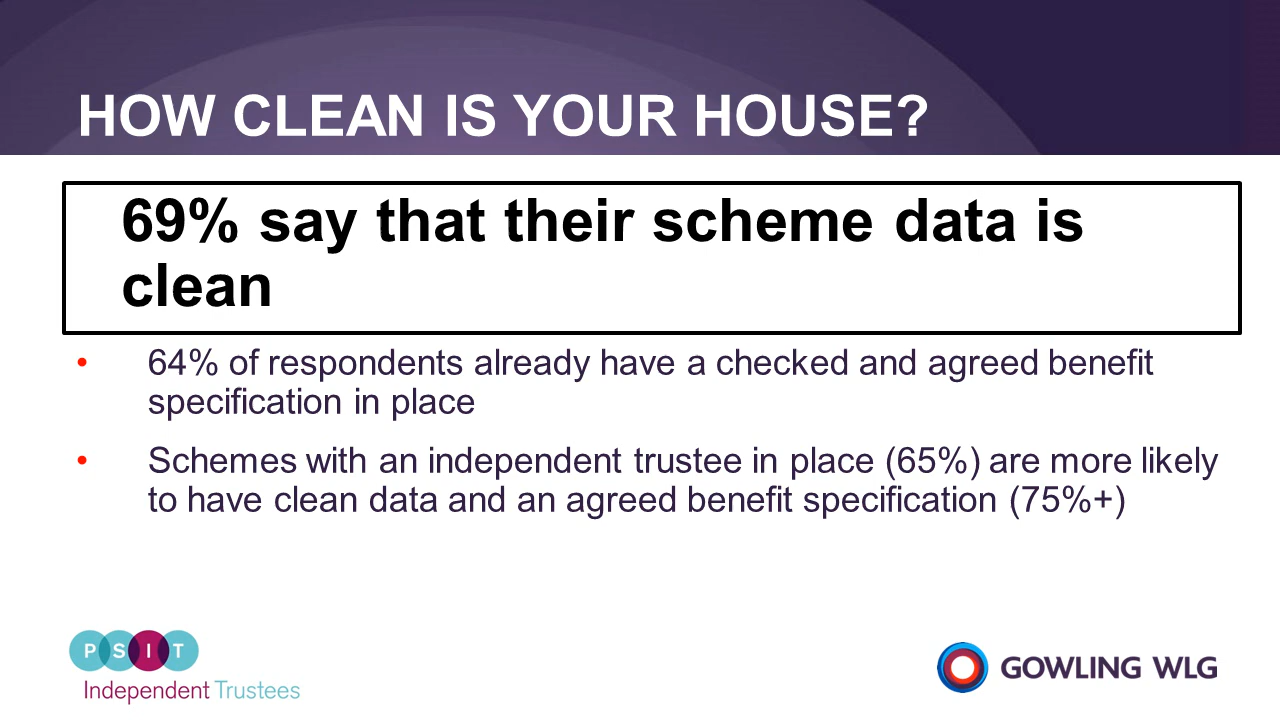 HOW CLEAN IS YOUR HOUSE?
69% say that their scheme data is
clean
• 64% of respondents already have a checked and agreed benefit
specification in place
• Schemes with an independent trustee in place (65%) are more likely
to have clean data and an agreed benefit specification (75%+)
P S I T
Independent Trustees
GOWLING WLG